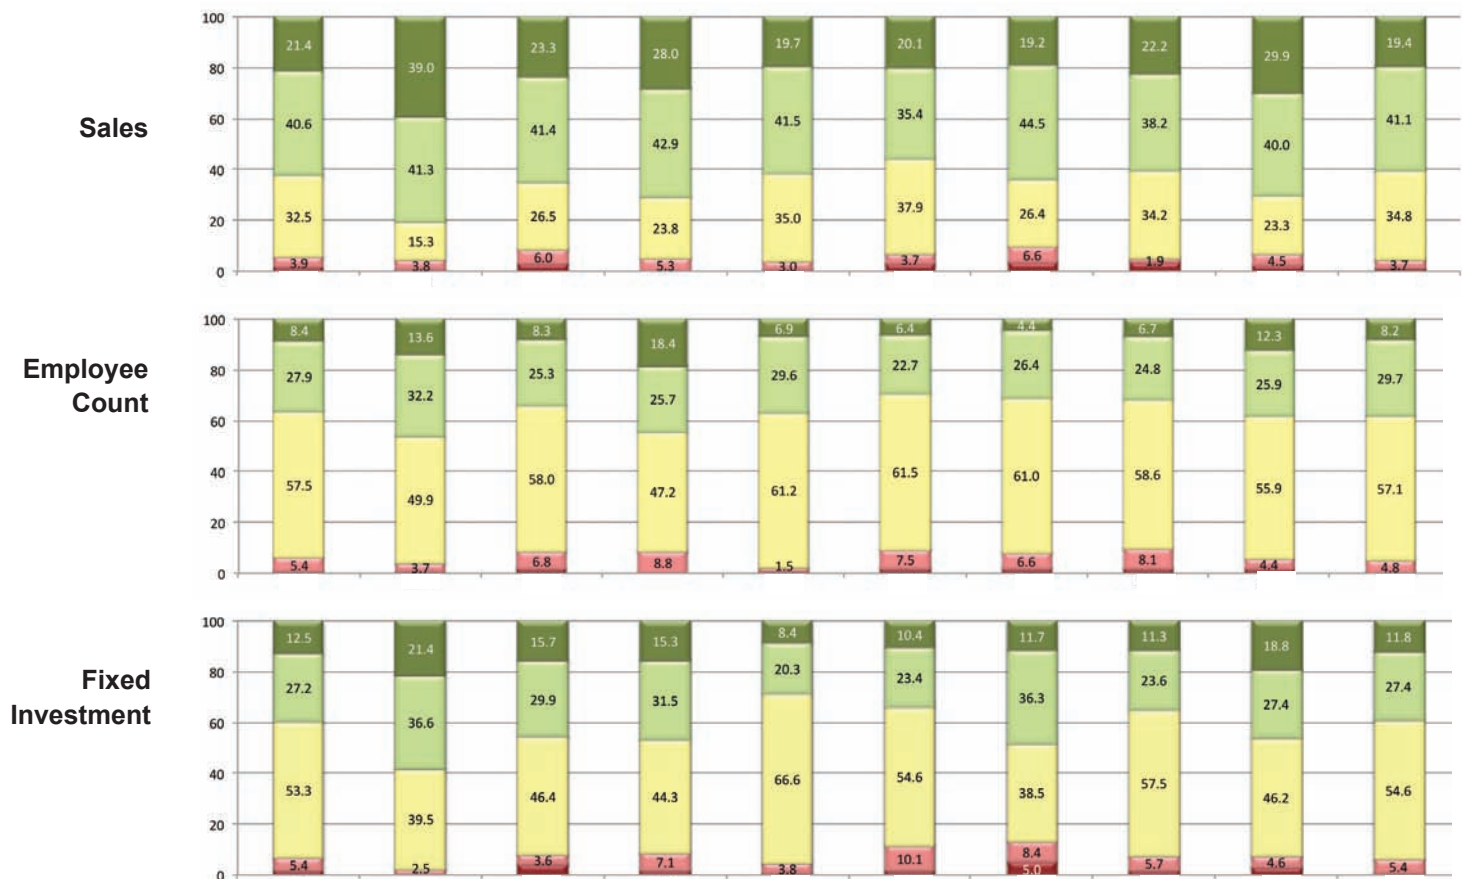 Sales
100
80
60
40
20
0
21.4 39.0 23.3 28.0 19.7 20.1 19.2 22.2 29.9 19.4
40.6 41.3 41.4 42.9 41.5 35.4 44.5 38.2 40.0 41.1
32.5 15.3 26.5 23.8 35.0 37.9 26.4 34.2 23.3 34.8
3.9 3.8 6.0 5.3 3.0 3.7 6.6 1.9 4.5 3.7
Employee
Count
100
80
60
40
20
0
8.4 13.6 8.3 18.4 6.9 6.4 4.4 6.7 12.3 8.2
27.9 32.2 25.3 25.7 29.6 22.7 26.4 24.8 25.9 29.7
57.5 49.9 58.0 47.2 61.2 61.5 61.0 58.6 55.9 57.1
5.4 3.7 6.8 8.8 1.5 7.5 6.6 8.1 4.4 4.8
Fixed
Investment
100
80
60
40
20
0
12.5 21.4 15.7 15.3 8.4 10.4 11.7 11.3 18.8 11.8
27.2 36.6 29.9 31.5 20.3 23.4 36.3 23.6 27.4 27.4
53.3 39.5 46.4 44.3 66.6 54.6 38.5 57.5 46.2 54.6
5.4 2.5 3.6 7.1 3.8 10.1 8.4 5.7 4.6 5.4
5.0